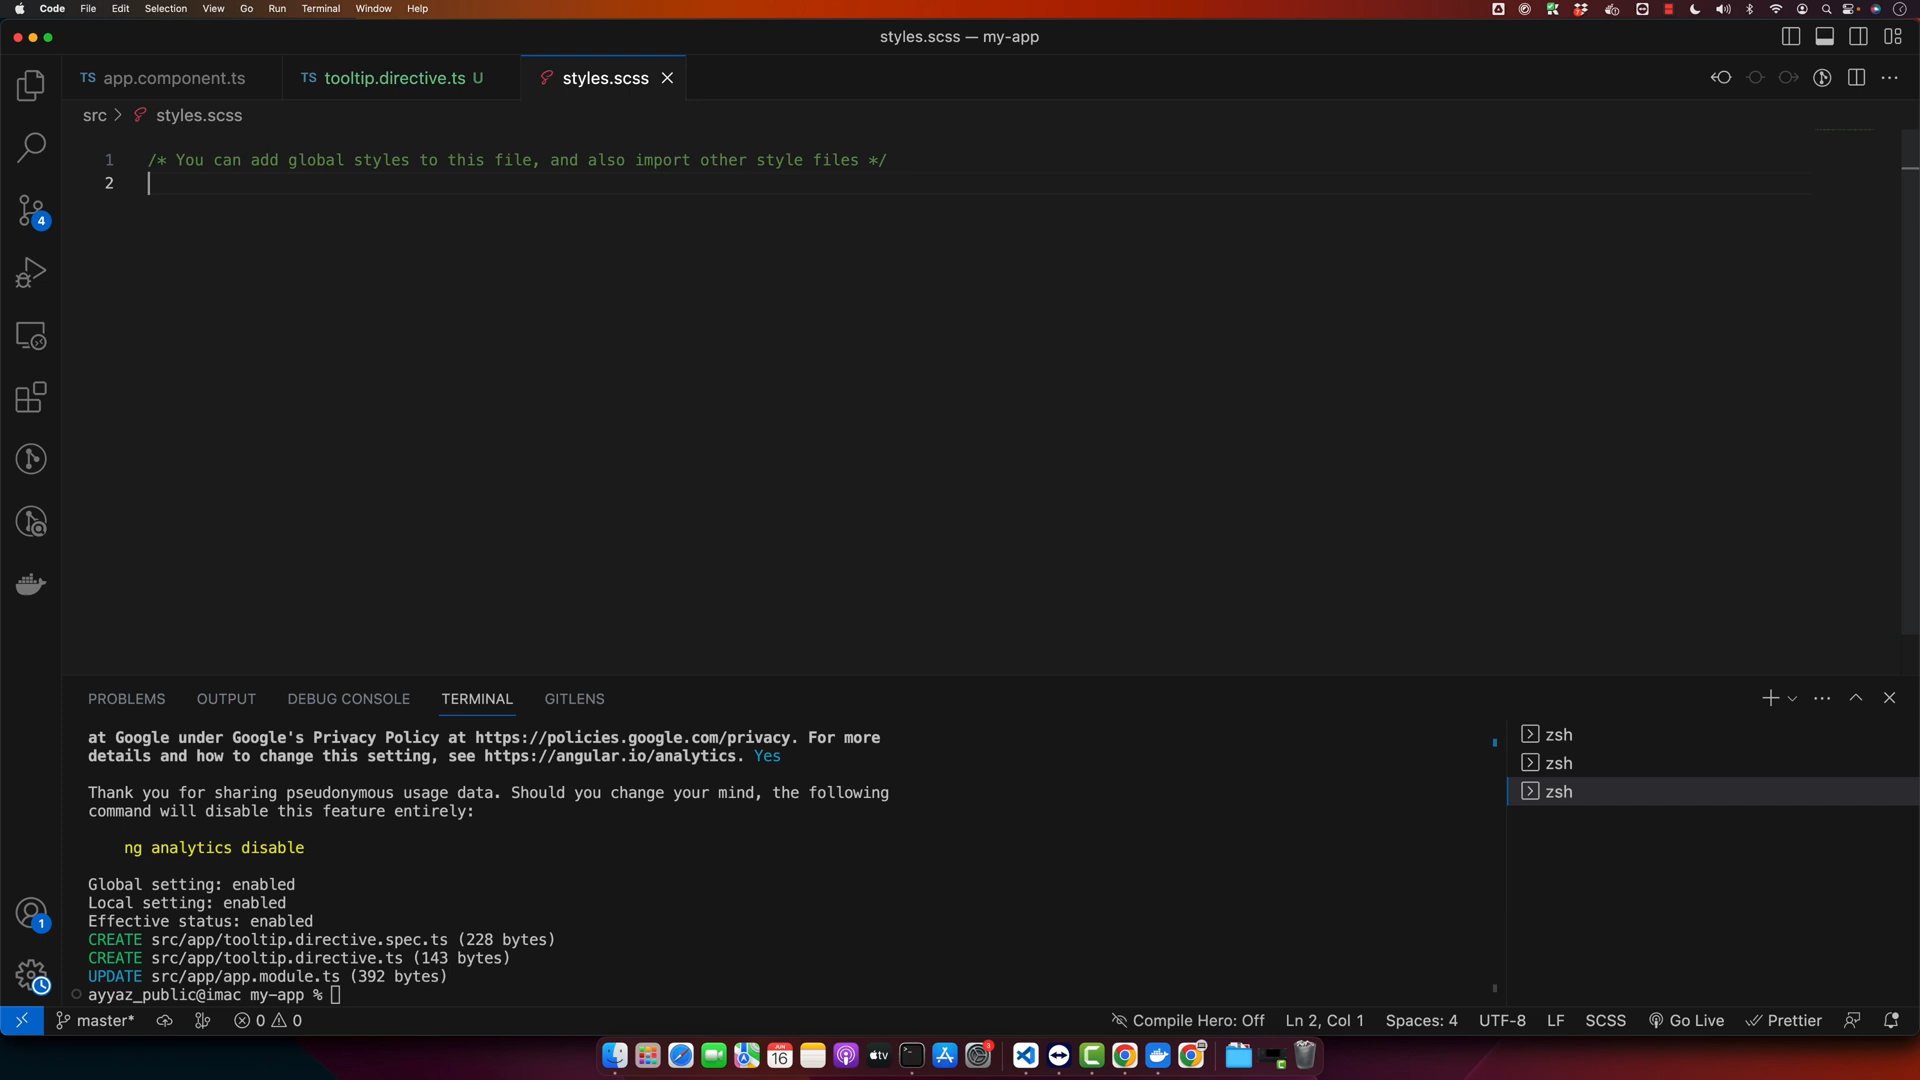 Code File Edit Selection View Go Run Terminal Window Help
styles.scss — my-app
TS app.component.ts TS tooltip.directive.ts U styles.scss
src > styles.scss
1 /* You can add global styles to this file, and also import other style files */
2
4
PROBLEMS OUTPUT DEBUG CONSOLE TERMINAL GITLENS
at Google under Google's Privacy Policy at https://policies.google.com/privacy. For more
details and how to change this setting, see https://angular.io/analytics. Yes
Thank you for sharing pseudonymous usage data. Should you change your mind, the following
command will disable this feature entirely:
ng analytics disable
Global setting: enabled
Local setting: enabled
Effective status: enabled
CREATE src/app/tooltip.directive.spec.ts (228 bytes)
CREATE src/app/tooltip.directive.ts (143 bytes)
UPDATE src/app/app.module.ts (392 bytes)
ayyaz_public@imac my-app %
zsh
zsh
zsh
1
master* 0 0 Compile Hero: Off Ln 2, Col 1 Spaces: 4 UTF-8 LF SCSS Go Live Prettier
JUN
16
tv
3